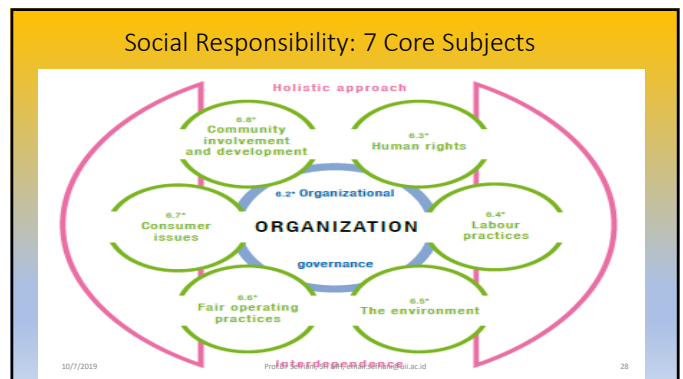 Social Responsibility: 7 Core Subjects
Holistic approach
6.8*
Community
involvement
and development
6.3*
Human rights
6.2* Organizational
6.7*
Consumer
issues
ORGANIZATION
6.4*
Labour
practices
governance
6.6*
Fair operating
practices
6.5*
The environment
Interdependence
10/7/2019
28